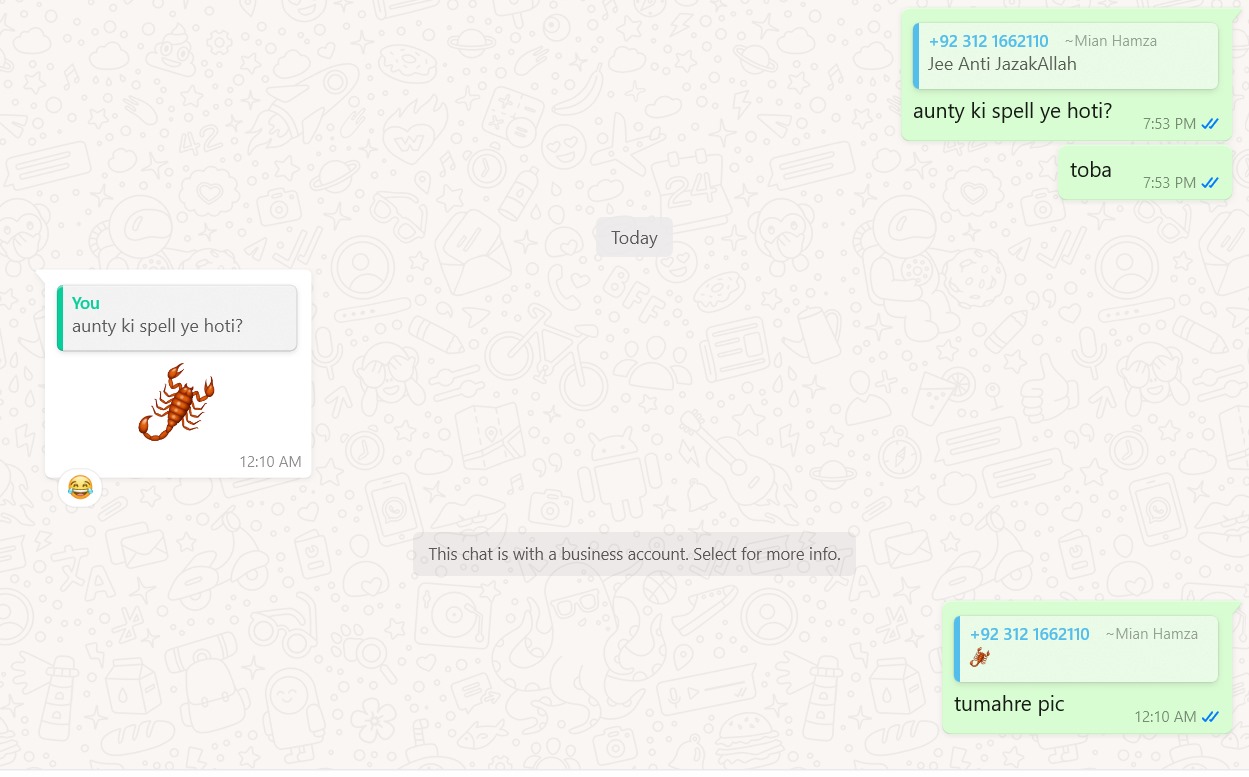 +92 312 1662110 ~Mian Hamza
Jee Anti JazakAllah
aunty ki spell ye hoti?
7:53 PM
toba
7:53 PM
Today
You
aunty ki spell ye hoti?
12:10 AM
This chat is with a business account. Select for more info.
+92 312 1662110 ~Mian Hamza
tumahre pic
12:10 AM